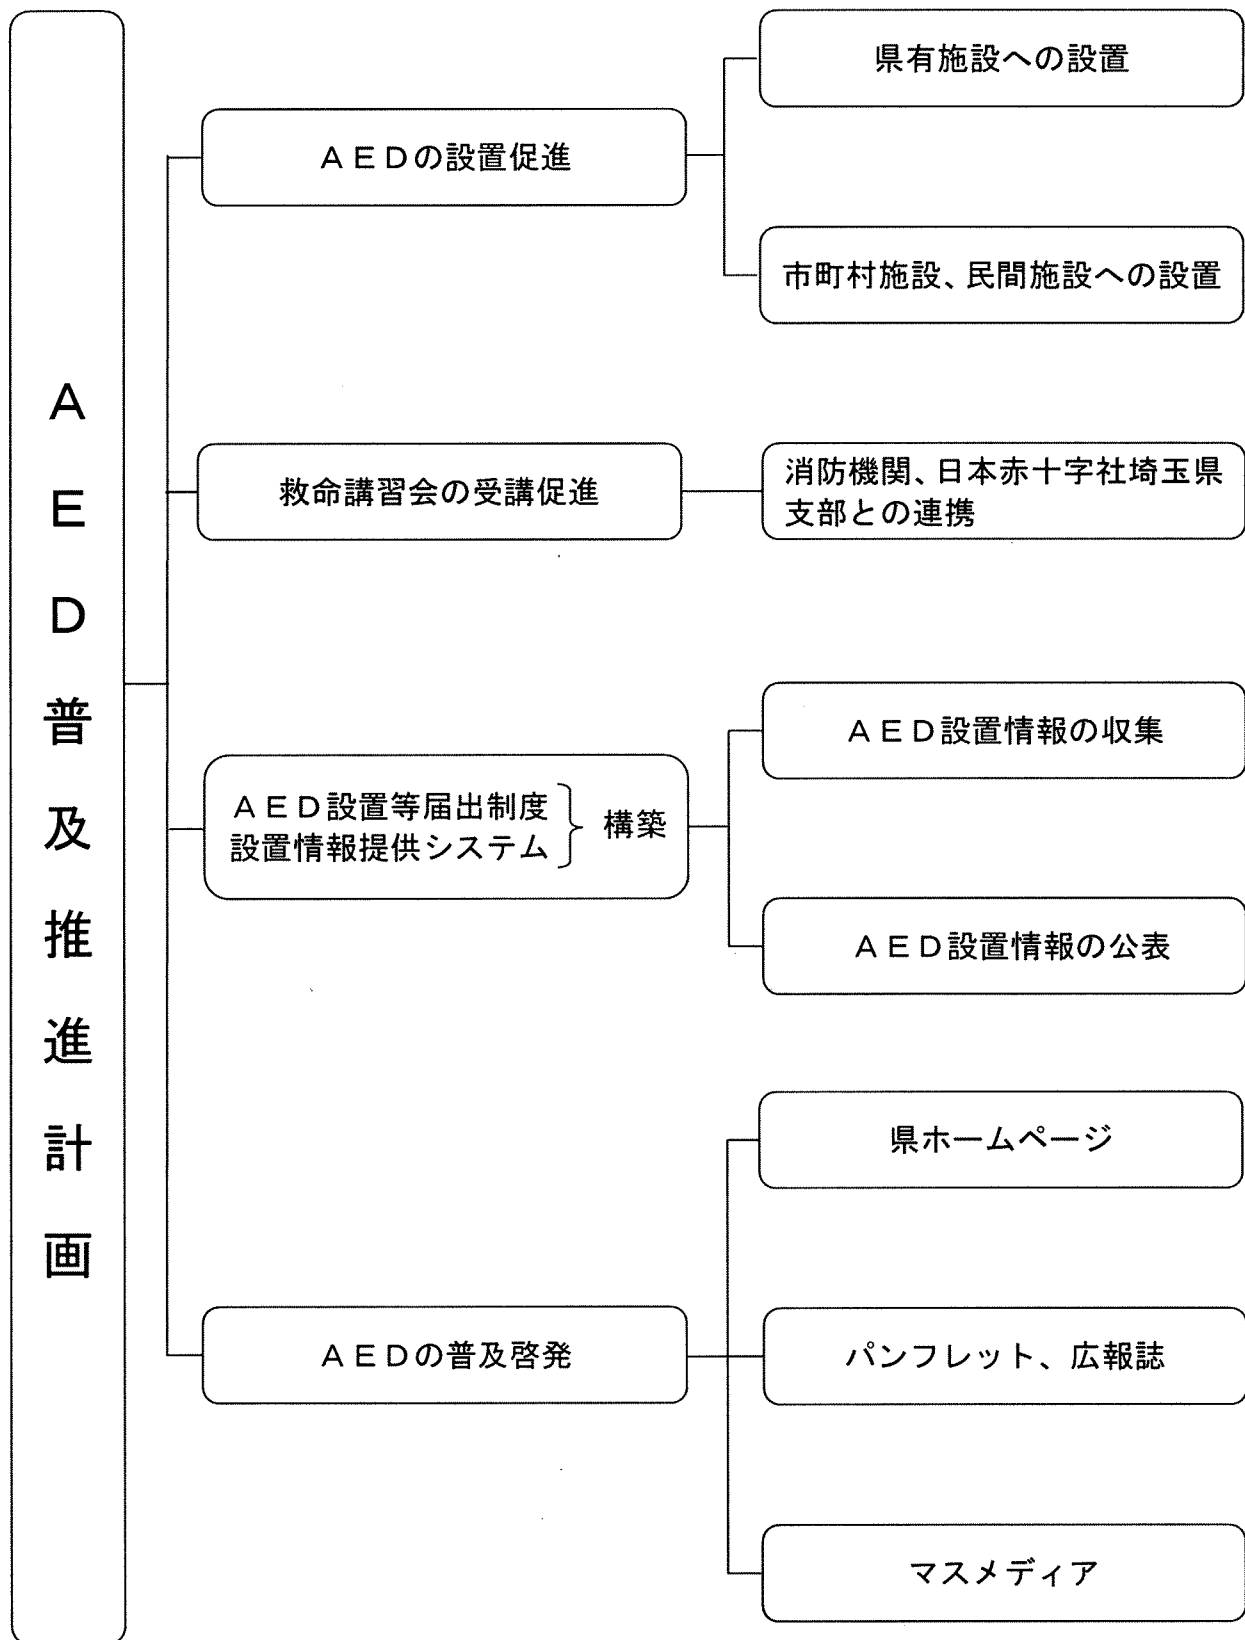 AED普及推進計画
AEDの設置促進
県有施設への設置
市町村施設、民間施設への設置
救命講習会の受講促進
消防機関、日本赤十字社埼玉県
支部との連携
AED設置等届出制度
設置情報提供システム
構築
AED設置情報の収集
AED設置情報の公表
AEDの普及啓発
県ホームページ
パンフレット、広報誌
マスメディア